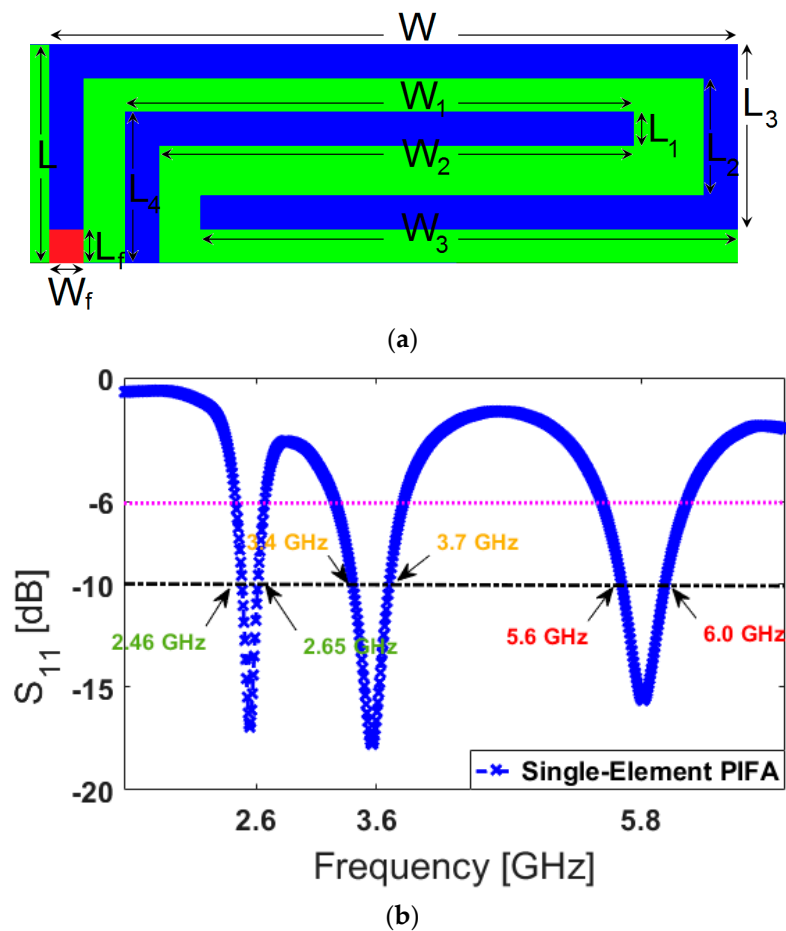 W
W1
L1
L3
L
L4
W2
L2
W3
Lf
Wf
(a)
0
-6
3.4 GHz
3.7 GHz
-10
2.46 GHz
2.65 GHz
5.6 GHz
6.0 GHz
S11 [dB]
-15
Single-Element PIFA
-20
2.6
3.6
5.8
Frequency [GHz]
(b)